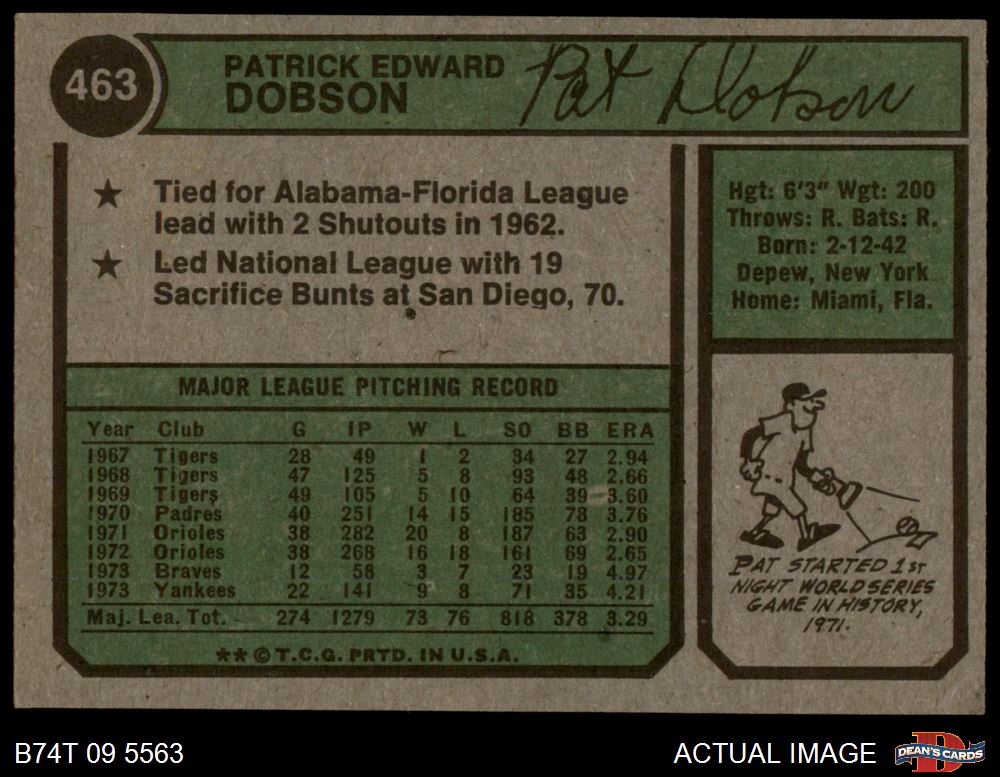 463
PATRICK EDWARD
DOBSON
Pat Dobson
★ Tied for Alabama-Florida League
lead with 2 Shutouts in 1962.
★ Led National League with 19
Sacrifice Bunts at San Diego, 70.
Hgt: 6'3" Wgt: 200
Throws: R. Bats: R.
Born: 2-12-42
Depew, New York
Home: Miami, Fla.
MAJOR LEAGUE PITCHING RECORD
Year Club G IP W L SO BB ERA
1967 Tigers 28 49 1 2 34 27 2.94
1968 Tigers 47 125 5 8 93 48 2.66
1969 Tigers 49 105 5 10 64 39 3.60
1970 Padres 40 251 14 15 185 78 3.76
1971 Orioles 38 282 20 8 187 63 2.90
1972 Orioles 38 268 16 18 161 69 2.65
1973 Braves 12 58 3 7 23 19 4.97
1973 Yankees 22 141 9 8 71 35 4.21
Maj. Lea. Tot. 274 1279 73 76 818 378 3.29
** © T.C.G. PRTD. IN U.S.A.
PAT STARTED 1st
NIGHT WORLD SERIES
GAME IN HISTORY,
1971.
B74T 09 5563
ACTUAL IMAGE
D
DEAN'S CARDS